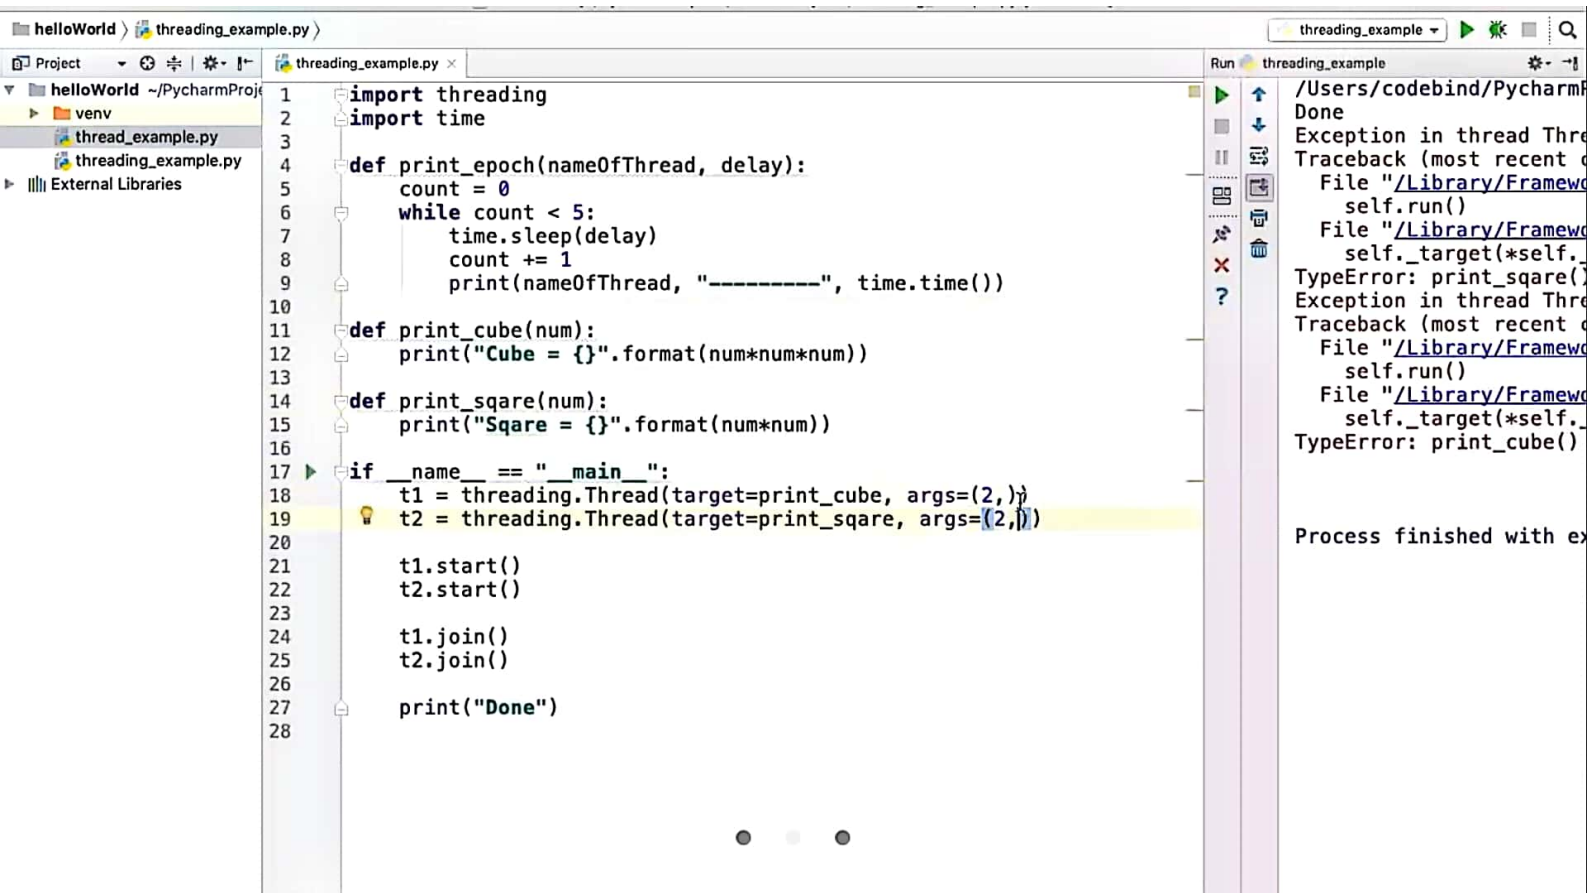 helloWorld threading_example.py
threading_example
Project
threading_example.py
Run threading_example
helloWorld ~/PycharmProje
venv
thread_example.py
threading_example.py
External Libraries
1 import threading
2 import time
3
4 def print_epoch(nameOfThread, delay):
5 count = 0
6 while count < 5:
7 time.sleep(delay)
8 count += 1
9 print(nameOfThread, "---------", time.time())
10
11 def print_cube(num):
12 print("Cube = {}".format(num*num*num))
13
14 def print_sqare(num):
15 print("Sqare = {}".format(num*num))
16
17 if __name__ == "__main__":
18 t1 = threading.Thread(target=print_cube, args=(2,))
19 t2 = threading.Thread(target=print_sqare, args=(2,))
20
21 t1.start()
22 t2.start()
23
24 t1.join()
25 t2.join()
26
27 print("Done")
28
/Users/codebind/PycharmP
Done
Exception in thread Thre
Traceback (most recent c
File "/Library/Framewo
self.run()
File "/Library/Framewo
self._target(*self._
TypeError: print_sqare()
Exception in thread Thre
Traceback (most recent c
File "/Library/Framewo
self.run()
File "/Library/Framewo
self._target(*self._
TypeError: print_cube()
Process finished with ex